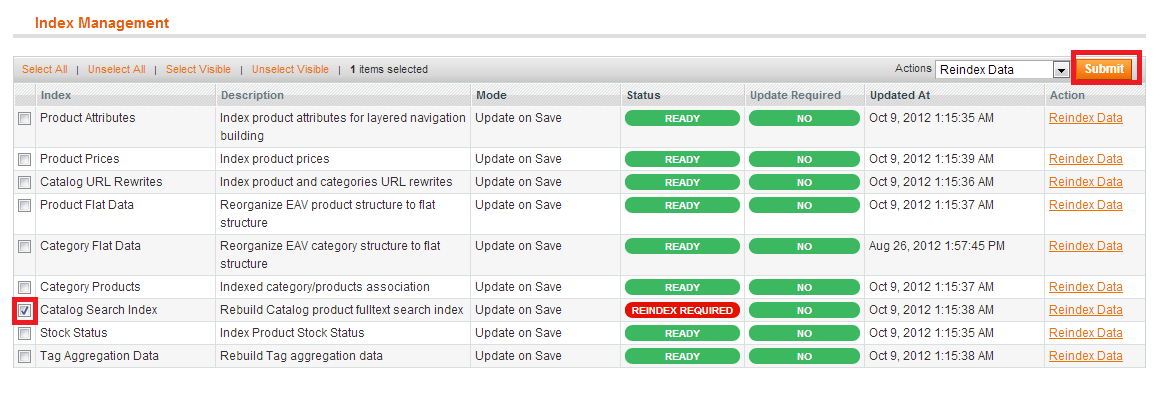 Index Management
Select All | Unselect All | Select Visible | Unselect Visible | 1 items selected Actions Reindex Data Submit
Index Description Mode Status Update Required Updated At Action
Product Attributes Index product attributes for layered navigation Update on Save READY NO Oct 9, 2012 1:15:35 AM Reindex Data
building
Product Prices Index product prices Update on Save READY NO Oct 9, 2012 1:15:39 AM Reindex Data
Catalog URL Rewrites Index product and categories URL rewrites Update on Save READY NO Oct 9, 2012 1:15:36 AM Reindex Data
Product Flat Data Reorganize EAV product structure to flat Update on Save READY NO Oct 9, 2012 1:15:37 AM Reindex Data
structure
Category Flat Data Reorganize EAV category structure to flat Update on Save READY NO Aug 26, 2012 1:57:45 PM Reindex Data
structure
Category Products Indexed category/products association Update on Save READY NO Oct 9, 2012 1:15:37 AM Reindex Data
Catalog Search Index Rebuild Catalog product fulltext search index Update on Save REINDEX REQUIRED NO Oct 9, 2012 1:15:38 AM Reindex Data
Stock Status Index Product Stock Status Update on Save READY NO Oct 9, 2012 1:15:35 AM Reindex Data
Tag Aggregation Data Rebuild Tag aggregation data Update on Save READY NO Oct 9, 2012 1:15:38 AM Reindex Data